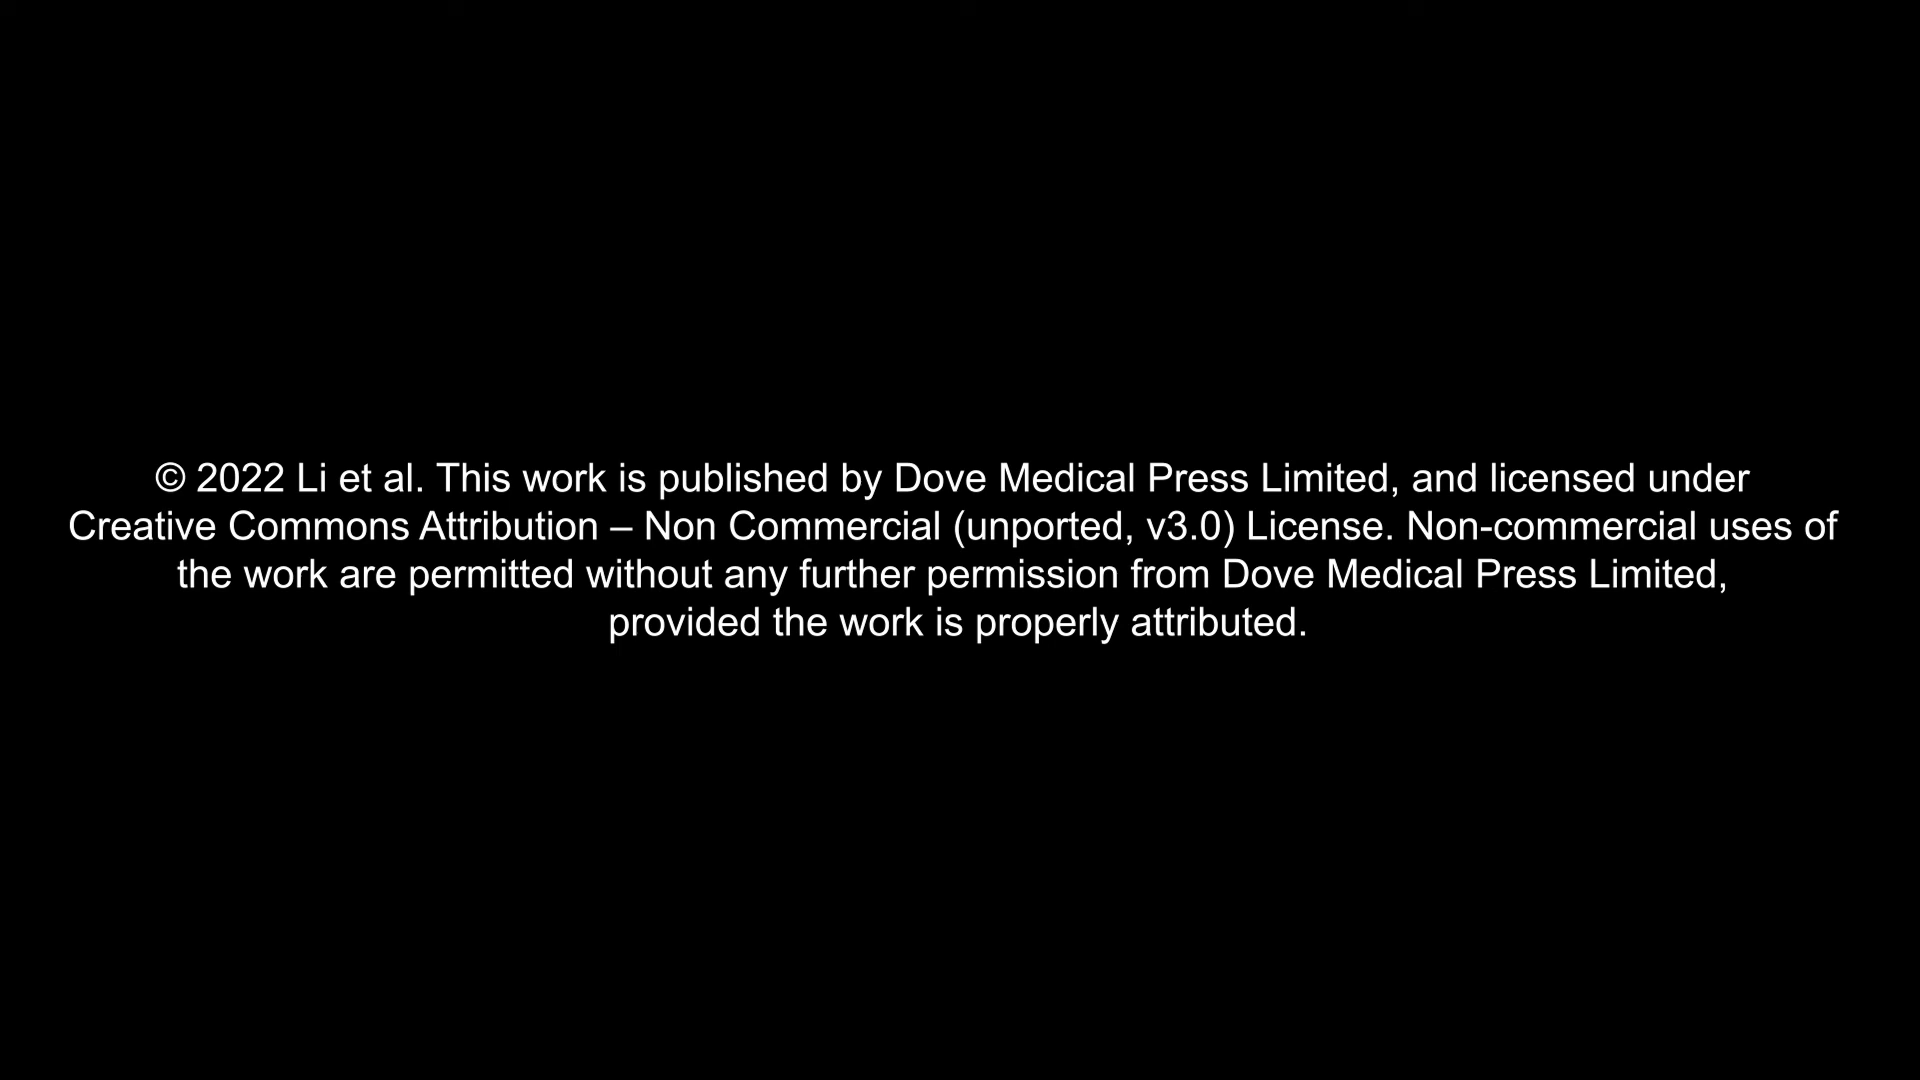 © 2022 Li et al. This work is published by Dove Medical Press Limited, and licensed under
Creative Commons Attribution – Non Commercial (unported, v3.0) License. Non-commercial uses of
the work are permitted without any further permission from Dove Medical Press Limited,
provided the work is properly attributed.